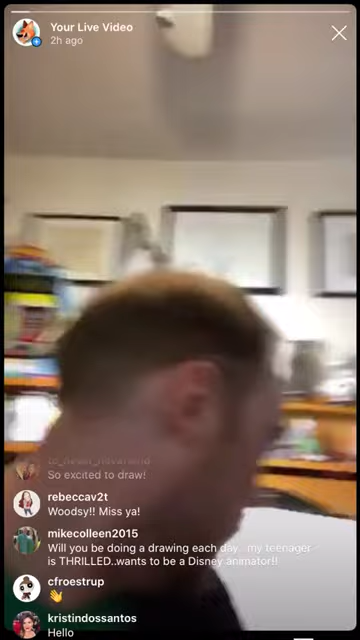 Your Live Video
2h ago
So excited to draw!
rebeccav2t
Woodsy!! Miss ya!
mikecolleen2015
Will you be doing a drawing each day...my teenager
is THRILLED..wants to be a Disney animator!!
cfroestrup
👋
kristindossantos
Hello